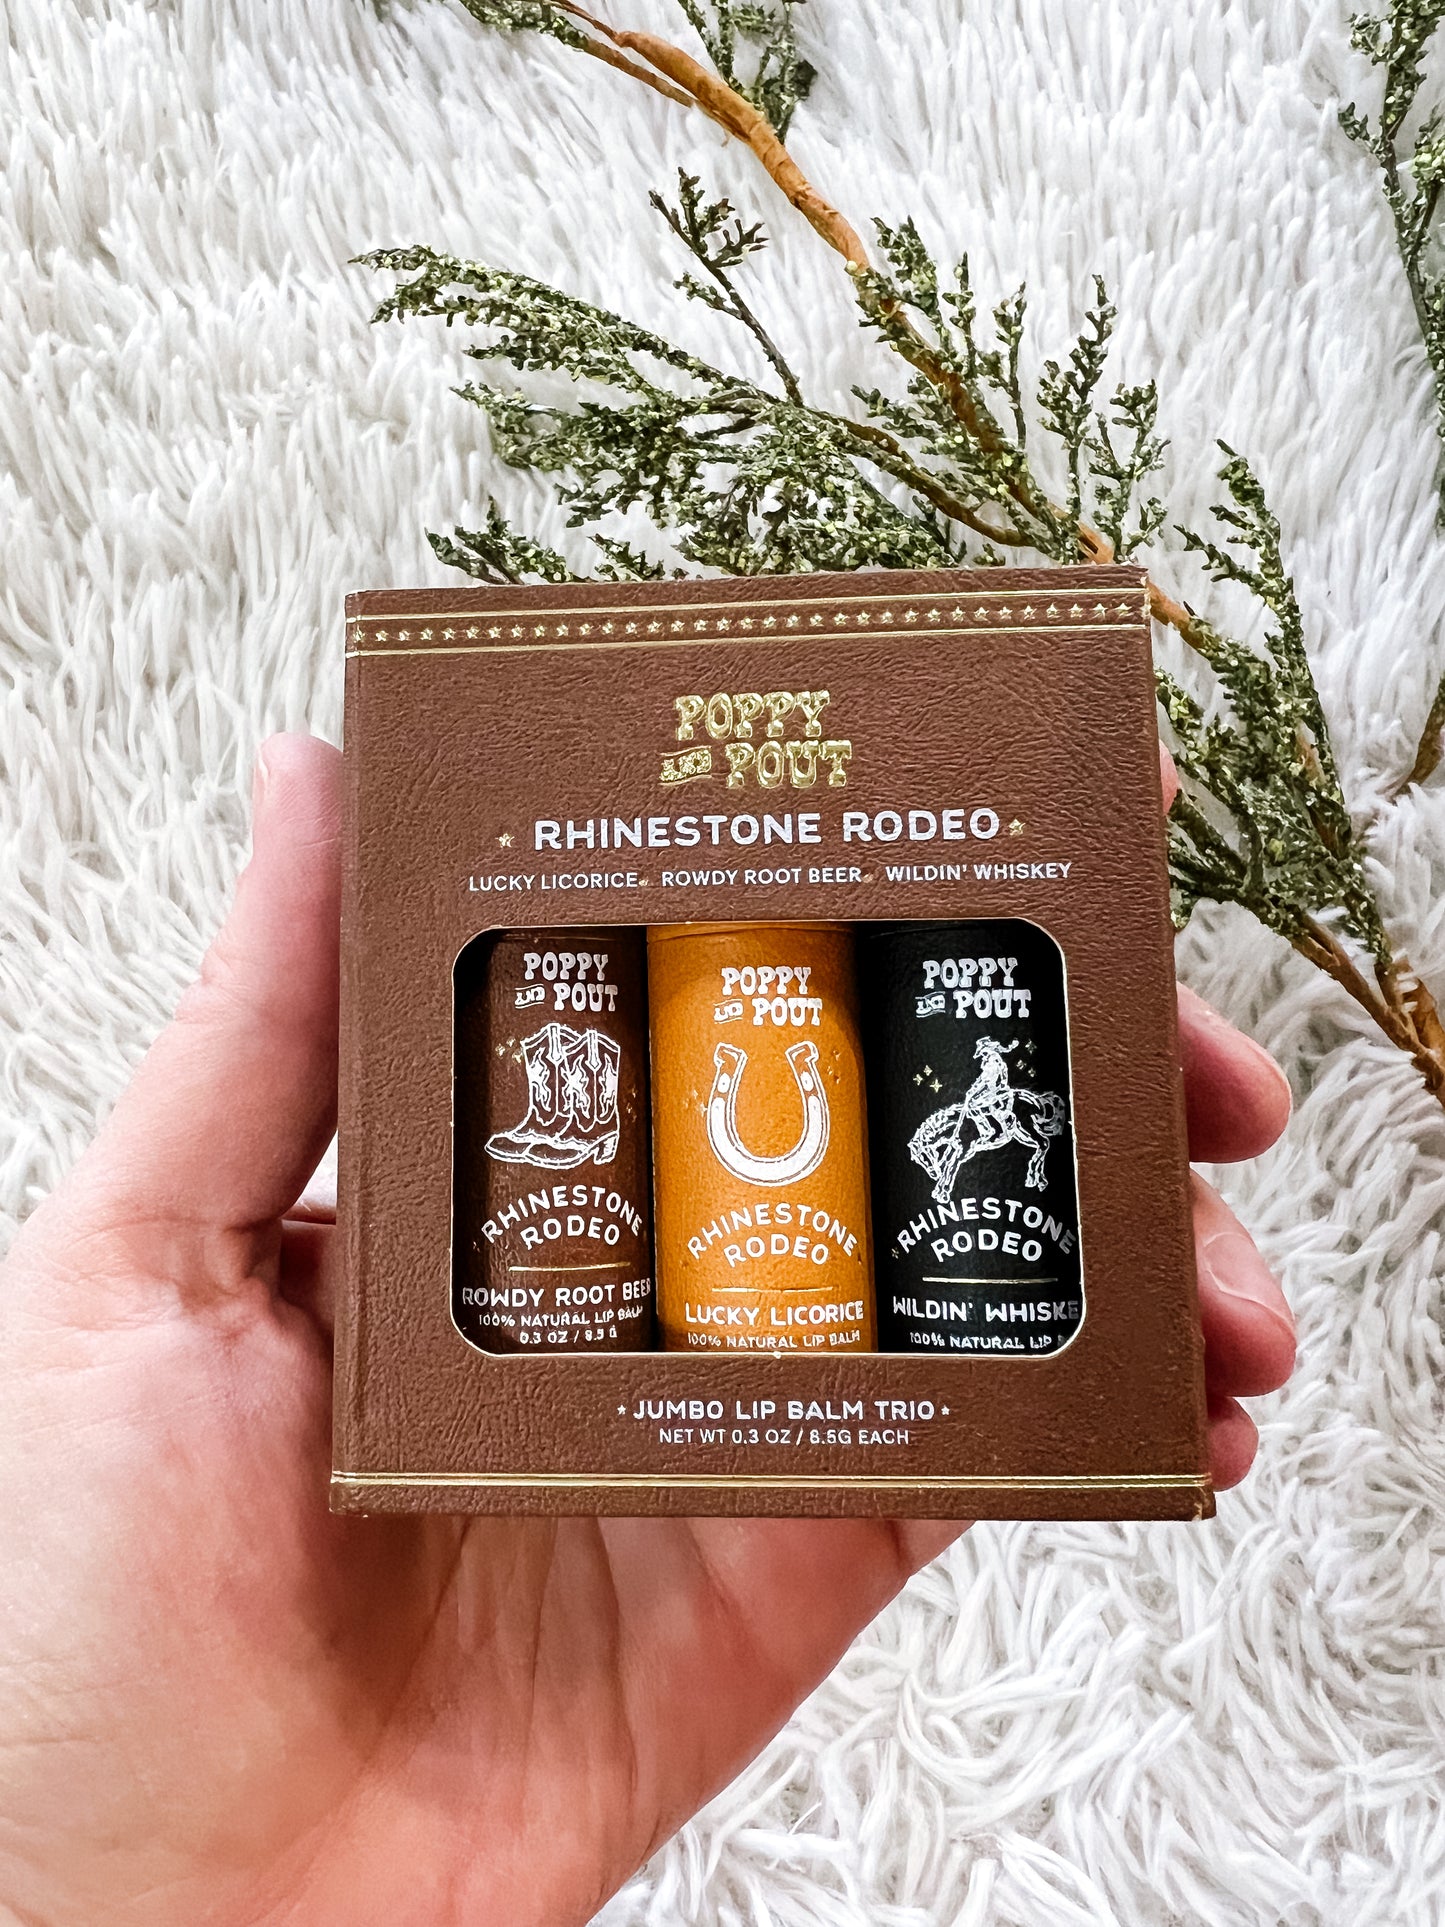 POPPY
AND POUT
RHINESTONE RODEO
LUCKY LICORICE ROWDY ROOT BEER WILDIN' WHISKEY
POPPY
AND POUT
RHINESTONE
RODEO
ROWDY ROOT BEER
100% NATURAL LIP BALM
0.3 OZ / 8.5 G
POPPY
AND POUT
RHINESTONE
RODEO
LUCKY LICORICE
100% NATURAL LIP BALM
POPPY
AND POUT
RHINESTONE
RODEO
WILDIN' WHISKE
100% NATURAL LIP
JUMBO LIP BALM TRIO
NET WT 0.3 OZ / 8.5G EACH